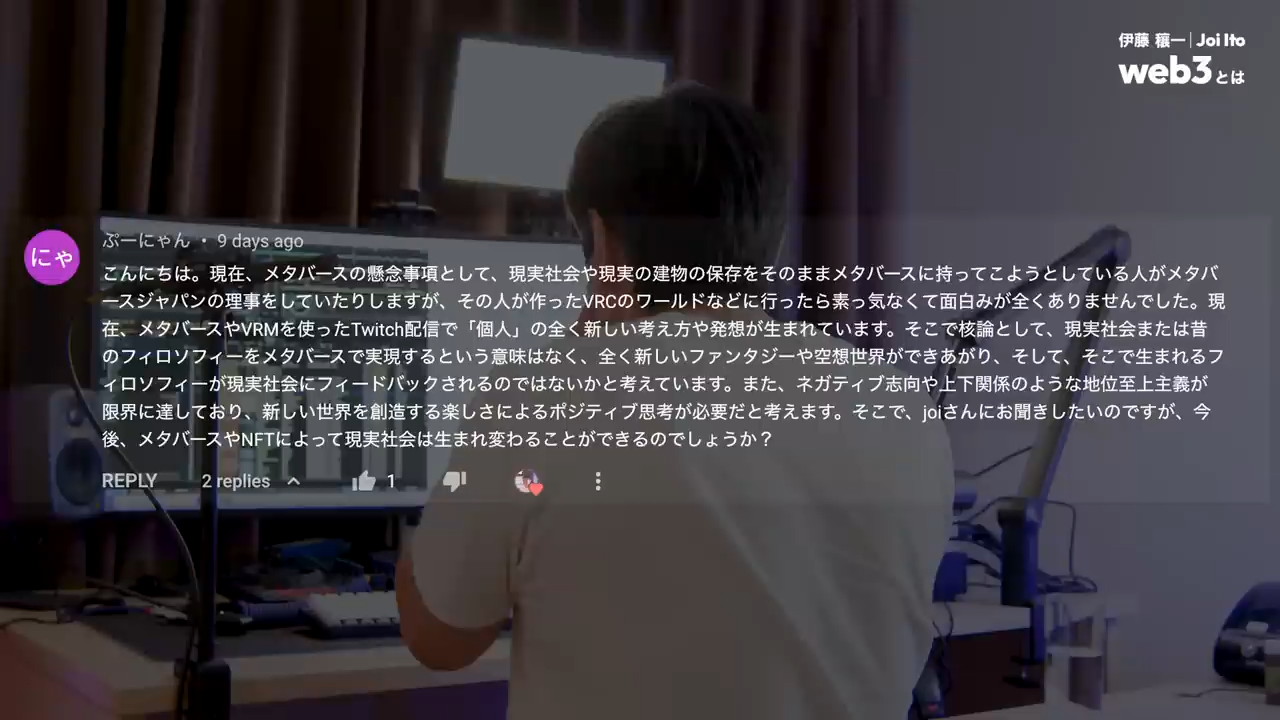 伊藤 穰一 | Joi Ito
web3とは
にゃ
ぷーにゃん ・ 9 days ago
こんにちは。現在、メタバースの懸念事項として、現実社会や現実の建物の保存をそのままメタバースに持ってこようとしている人がメタバ
ースジャパンの理事をしていたりしますが、その人が作ったVRCのワールドなどに行ったら素っ気なくて面白みが全くありませんでした。現
在、メタバースやVRMを使ったTwitch配信で「個人」の全く新しい考え方や発想が生まれています。そこで核論として、現実社会または昔
のフィロソフィーをメタバースで実現するという意味はなく、全く新しいファンタジーや空想世界ができあがり、そして、そこで生まれるフ
ィロソフィーが現実社会にフィードバックされるのではないかと考えています。また、ネガティブ志向や上下関係のような地位至上主義が
限界に達しており、新しい世界を創造する楽しさによるポジティブ思考が必要だと考えます。そこで、joiさんにお聞きしたいのですが、今
後、メタバースやNFTによって現実社会は生まれ変わることができるのでしょうか？
REPLY 2 replies 1